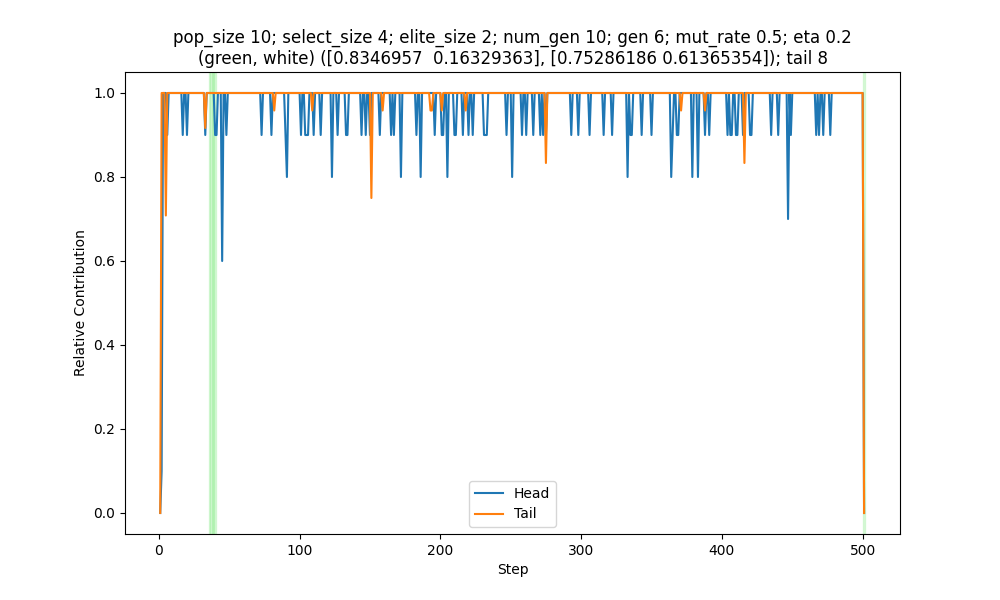 pop_size 10; select_size 4; elite_size 2; num_gen 10; gen 6; mut_rate 0.5; eta 0.2
(green, white) ([0.8346957  0.16329363], [0.75286186 0.61365354]); tail 8
1.0
0.8
0.6
0.4
0.2
0.0
Relative Contribution
Head
Tail
0
100
200
300
400
500
Step